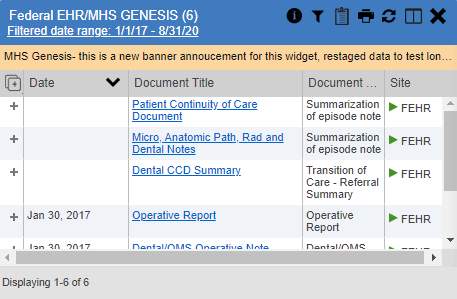 Federal EHR/MHS GENESIS (6)
Filtered date range: 1/1/17 - 8/31/20
MHS Genesis- this is a new banner annoucement for this widget, restaged data to test lon...
Date Document Title Document ... Site
Patient Continuity of Care Summarization FEHR
Document of episode note
Micro, Anatomic Path, Rad and Summarization FEHR
Dental Notes of episode note
Dental CCD Summary Transition of FEHR
Care - Referral
Summary
Jan 30, 2017 Operative Report Operative FEHR
Report
Jan 30, 2017 Dental/OMS Operative Note Dental/OMS FEHR
Displaying 1-6 of 6